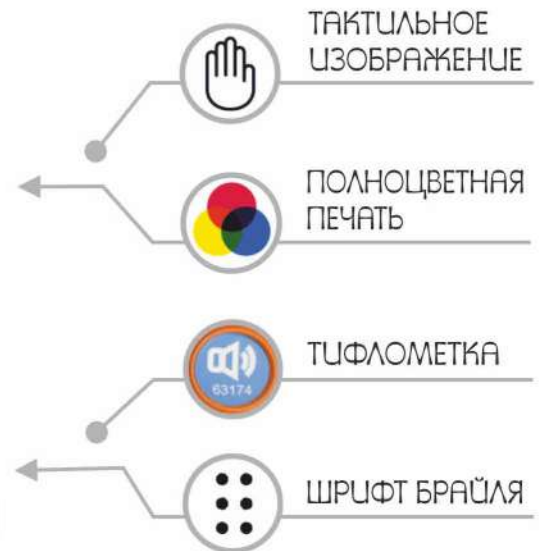 ТАКТИЛЬНОЕ
ИЗОБРАЖЕНИЕ
ПОЛНОЦВЕТНАЯ
ПЕЧАТЬ
63174
ТИФЛОМЕТКА
ШРИФТ БРАЙЛЯ